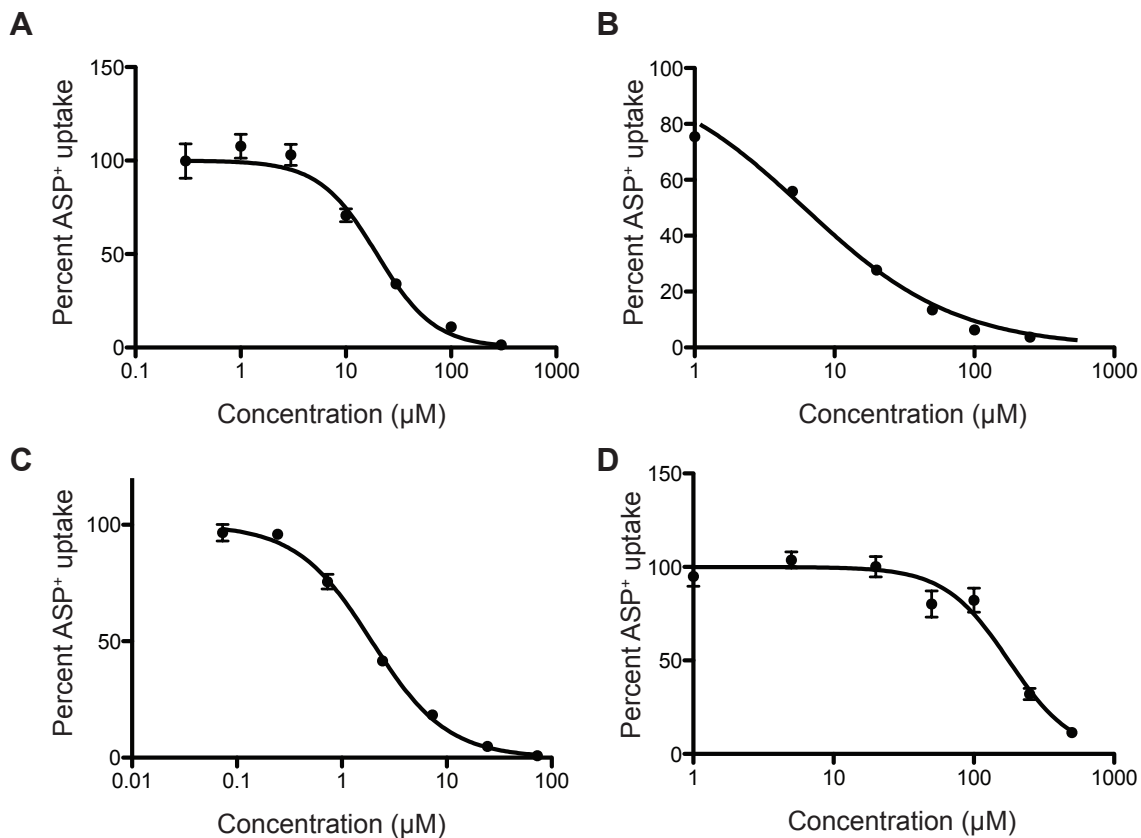 A
Percent ASP⁺ uptake
150
100
50
0
0.1 1 10 100 1000
Concentration (µM)
B
Percent ASP⁺ uptake
100
80
60
40
20
0
1 10 100 1000
Concentration (µM)
C
Percent ASP⁺ uptake
100
50
0
0.01 0.1 1 10 100
Concentration (µM)
D
Percent ASP⁺ uptake
150
100
50
0
1 10 100 1000
Concentration (µM)